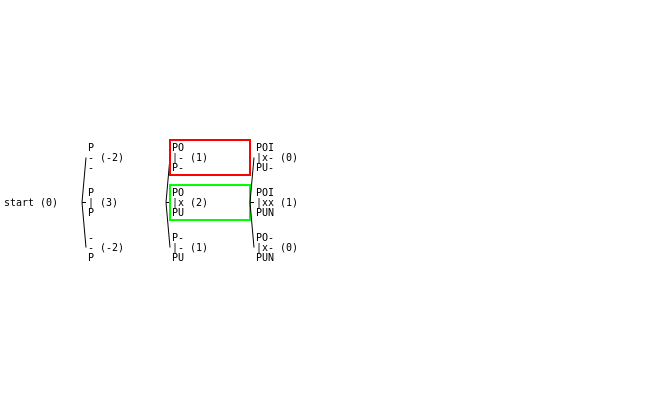 P
- (-2)
-
P
| (3)
P
-
- (-2)
P
start (0)
PO
|- (1)
P-
PO
|x (2)
PU
P-
|- (1)
PU
POI
|x- (0)
PU-
POI
|xx (1)
PUN
PO-
|x- (0)
PUN